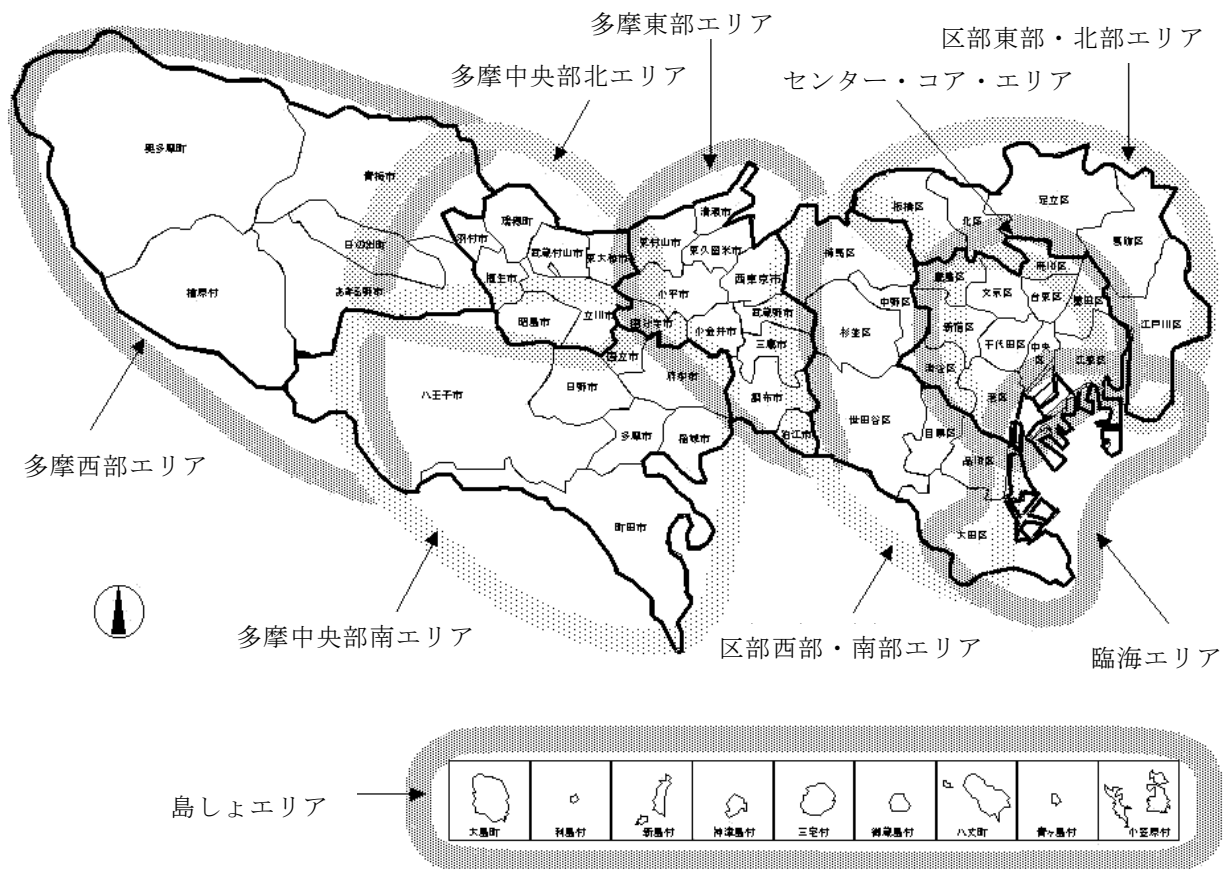 多摩東部エリア
区部東部・北部エリア
多摩中央部北エリア
センター・コア・エリア
奥多摩町
青梅市
日の出町
あきる野市
檜原村
瑞穂町
羽村市
武蔵村山市
東大和市
福生市
昭島市
立川市
清瀬市
東村山市
東久留米市
西東京市
小平市
国分寺市
小金井市
武蔵野市
三鷹市
国立市
府中市
調布市
狛江市
八王子市
日野市
多摩市
稲城市
町田市
板橋区
北区
足立区
葛飾区
練馬区
豊島区
荒川区
文京区
台東区
墨田区
中野区
杉並区
新宿区
千代田区
中央区
江東区
江戸川区
渋谷区
港区
世田谷区
目黒区
品川区
大田区
多摩西部エリア
多摩中央部南エリア
区部西部・南部エリア
臨海エリア
島しょエリア
大島町
利島村
新島村
神津島村
三宅村
御蔵島村
八丈町
青ヶ島村
小笠原村